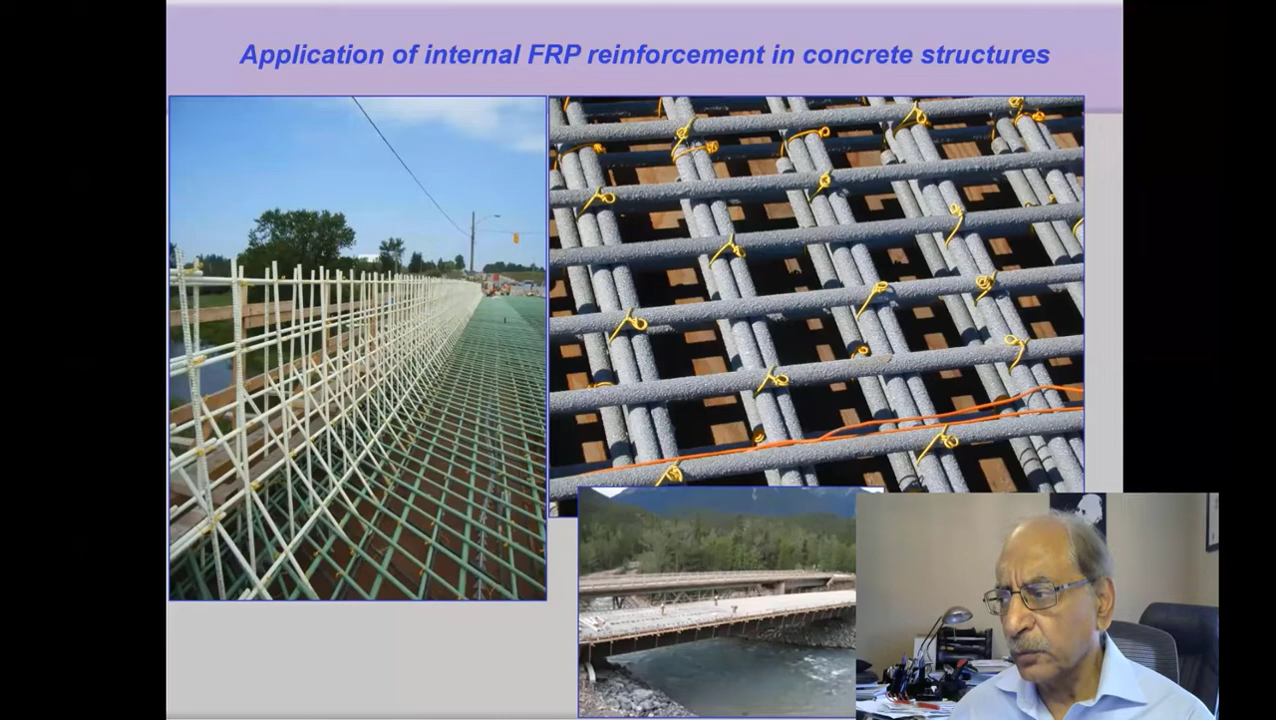 Application of internal FRP reinforcement in concrete structures